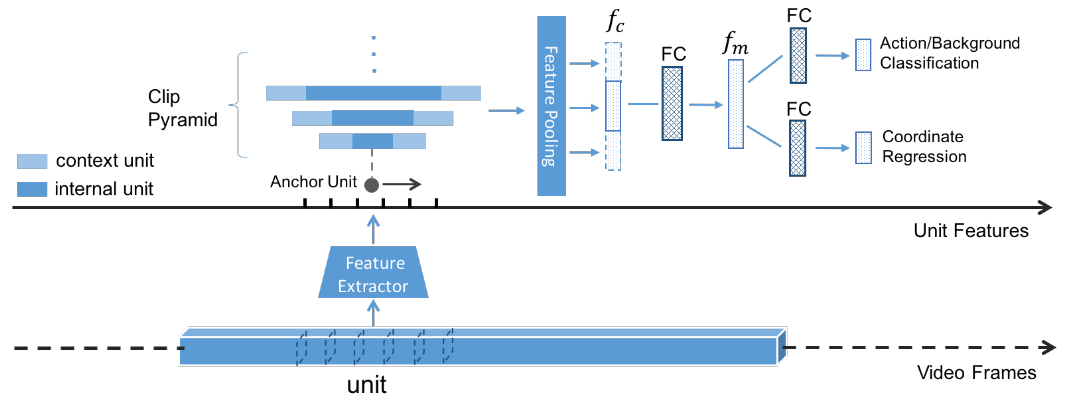 Clip
Pyramid
context unit
internal unit
Anchor Unit
Feature Pooling
f_c
FC
f_m
FC
Action/Background
Classification
FC
Coordinate
Regression
Unit Features
Feature
Extractor
unit
Video Frames